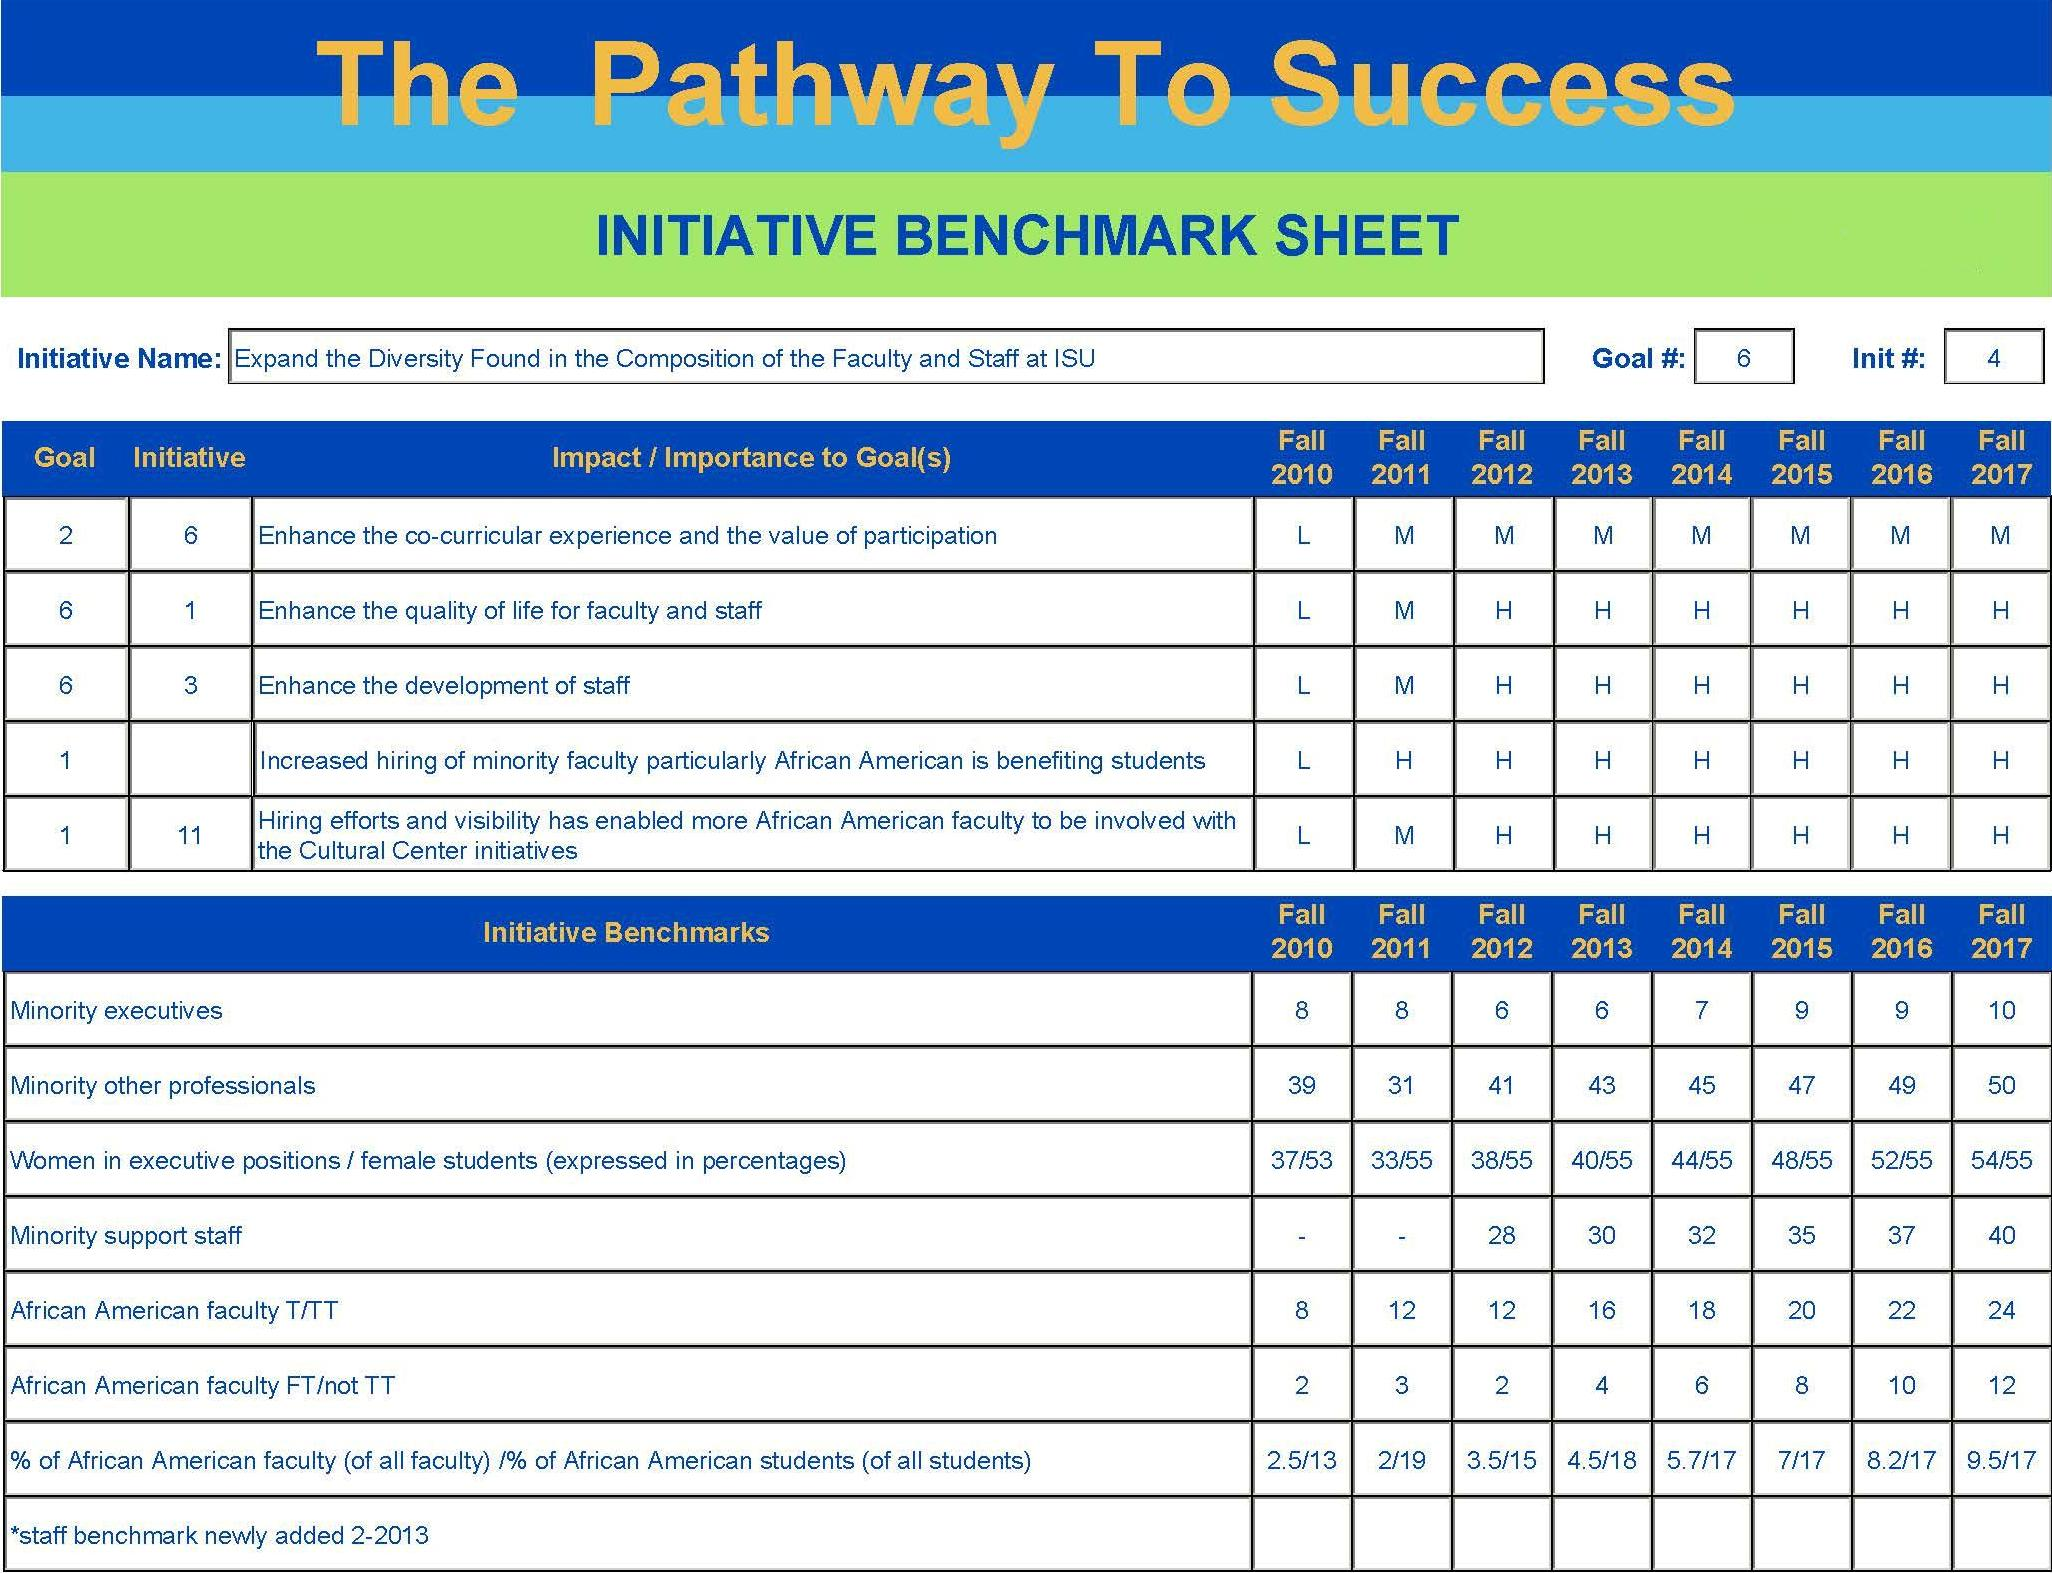 The Pathway To Success
INITIATIVE BENCHMARK SHEET
Initiative Name: Expand the Diversity Found in the Composition of the Faculty and Staff at ISU Goal #: 6 Init #: 4
Goal Initiative Impact / Importance to Goal(s) Fall 2010 Fall 2011 Fall 2012 Fall 2013 Fall 2014 Fall 2015 Fall 2016 Fall 2017
2 6 Enhance the co-curricular experience and the value of participation L M M M M M M M
6 1 Enhance the quality of life for faculty and staff L M H H H H H H
6 3 Enhance the development of staff L M H H H H H H
1 Increased hiring of minority faculty particularly African American is benefiting students L H H H H H H H
1 11 Hiring efforts and visibility has enabled more African American faculty to be involved with
the Cultural Center initiatives L M H H H H H H
Initiative Benchmarks Fall 2010 Fall 2011 Fall 2012 Fall 2013 Fall 2014 Fall 2015 Fall 2016 Fall 2017
Minority executives 8 8 6 6 7 9 9 10
Minority other professionals 39 31 41 43 45 47 49 50
Women in executive positions / female students (expressed in percentages) 37/53 33/55 38/55 40/55 44/55 48/55 52/55 54/55
Minority support staff - - 28 30 32 35 37 40
African American faculty T/TT 8 12 12 16 18 20 22 24
African American faculty FT/not TT 2 3 2 4 6 8 10 12
% of African American faculty (of all faculty) /% of African American students (of all students) 2.5/13 2/19 3.5/15 4.5/18 5.7/17 7/17 8.2/17 9.5/17
*staff benchmark newly added 2-2013